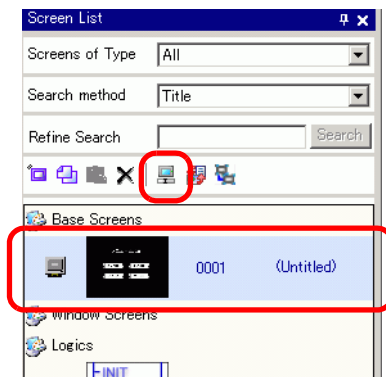 Screen List
Screens of Type All
Search method Title
Refine Search Search
Base Screens
0001 (Untitled)
Window Screens
Logics
INIT